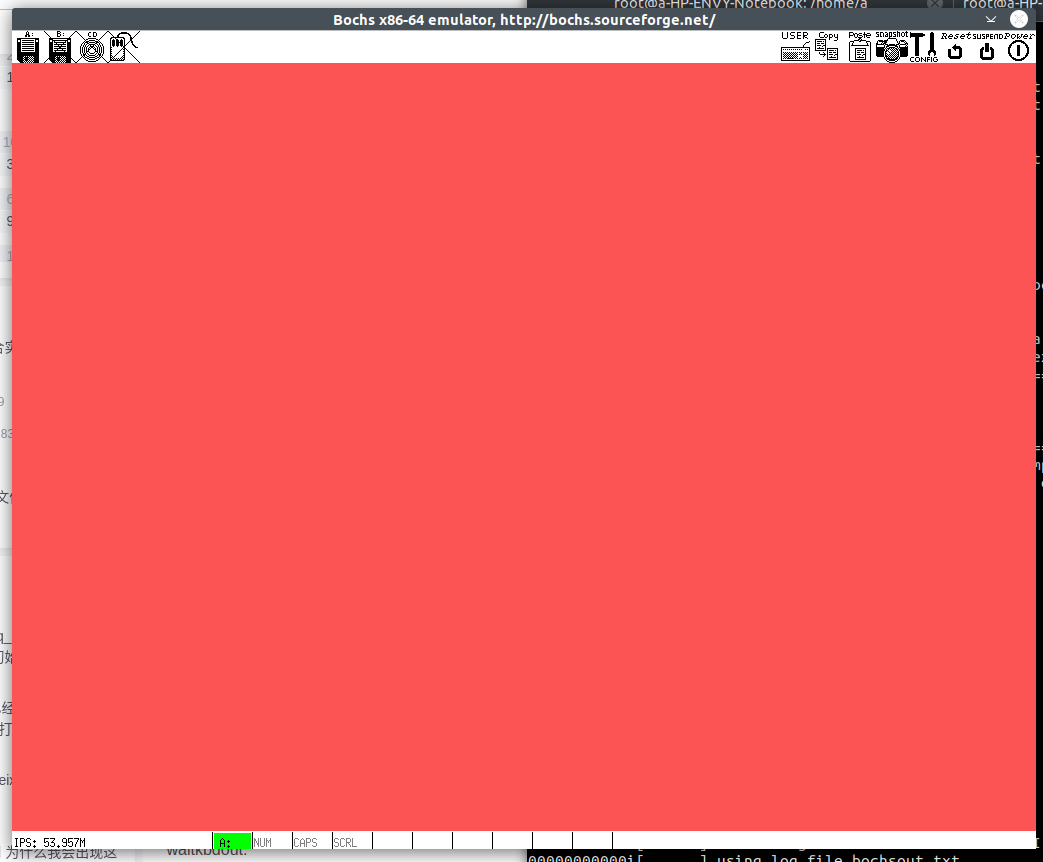 root@a-HP-ENVY-Notebook: /home/a
root@a-HP-
Bochs x86-64 emulator, http://bochs.sourceforge.net/
A:
B:
CD
USER
Copy
Paste
snapshot
CONFIG
Reset
SUSPEND
Power
IPS: 53.957M
A:
NUM
CAPS
SCRL
为什么我会出现这
waitkbdout:
00000000000i[      ] using log file bochsout.txt